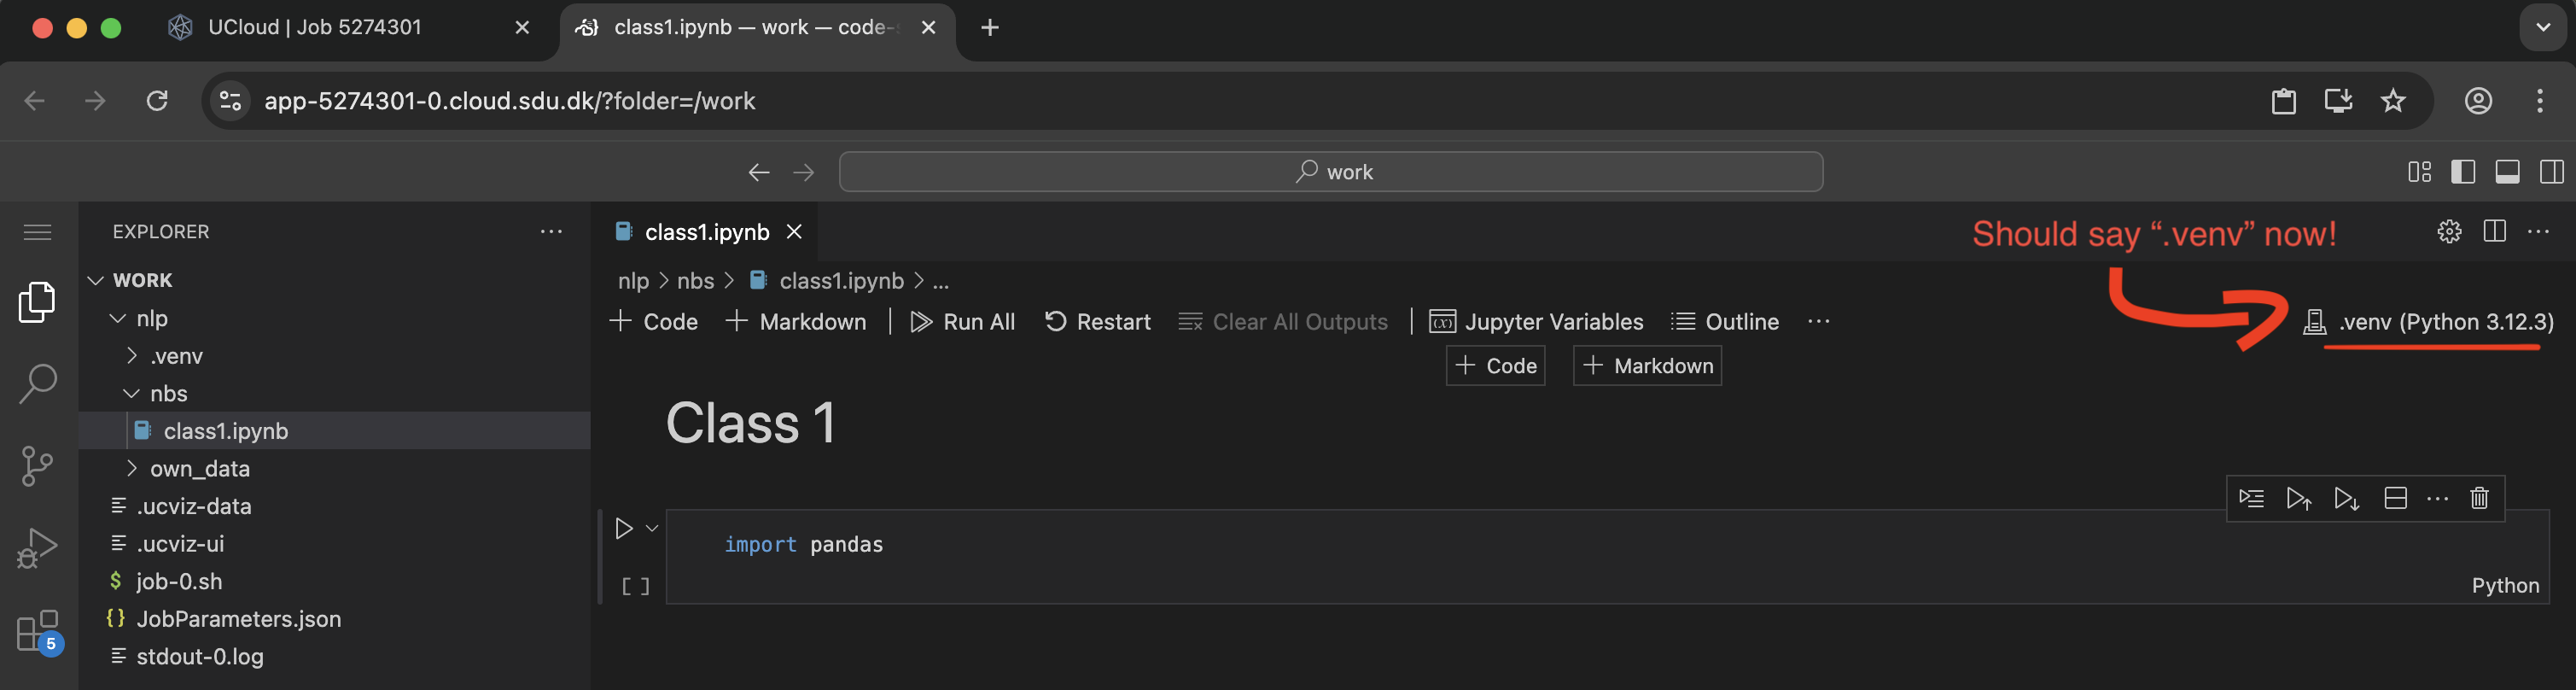 UCloud | Job 5274301
class1.ipynb — work — code-s
app-5274301-0.cloud.sdu.dk/?folder=/work
work
EXPLORER
class1.ipynb
Should say “.venv” now!
WORK
nlp > nbs > class1.ipynb > ...
nlp
Code
Markdown
Run All
Restart
Clear All Outputs
Jupyter Variables
Outline
.venv (Python 3.12.3)
.venv
Code
Markdown
nbs
Class 1
class1.ipynb
own_data
.ucviz-data
.ucviz-ui
import pandas
[ ]
Python
$ job-0.sh
{} JobParameters.json
5
stdout-0.log